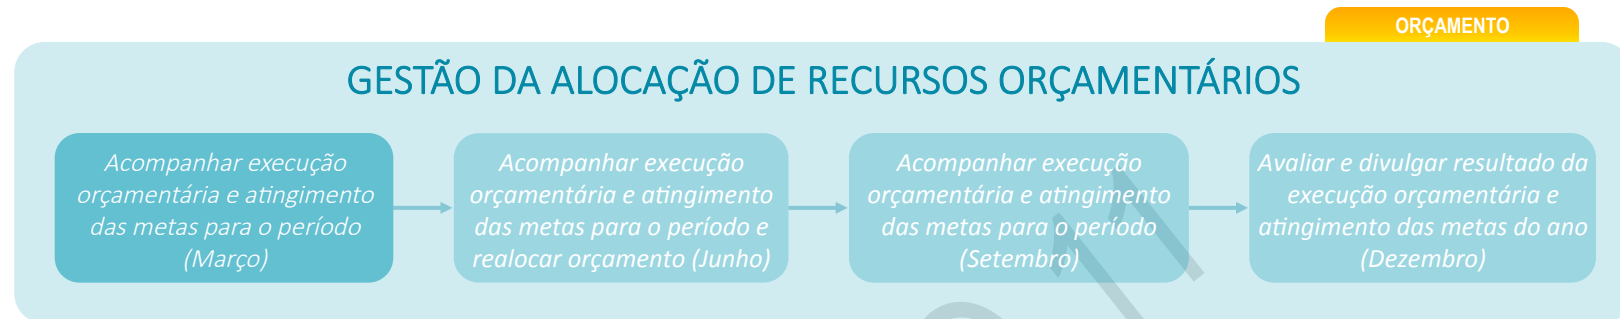 ORÇAMENTO
GESTÃO DA ALOCAÇÃO DE RECURSOS ORÇAMENTÁRIOS
Acompanhar execução
orçamentária e atingimento
das metas para o período
(Março)
Acompanhar execução
orçamentária e atingimento
das metas para o período e
realocar orçamento (Junho)
Acompanhar execução
orçamentária e atingimento
das metas para o período
(Setembro)
Avaliar e divulgar resultado da
execução orçamentária e
atingimento das metas do ano
(Dezembro)